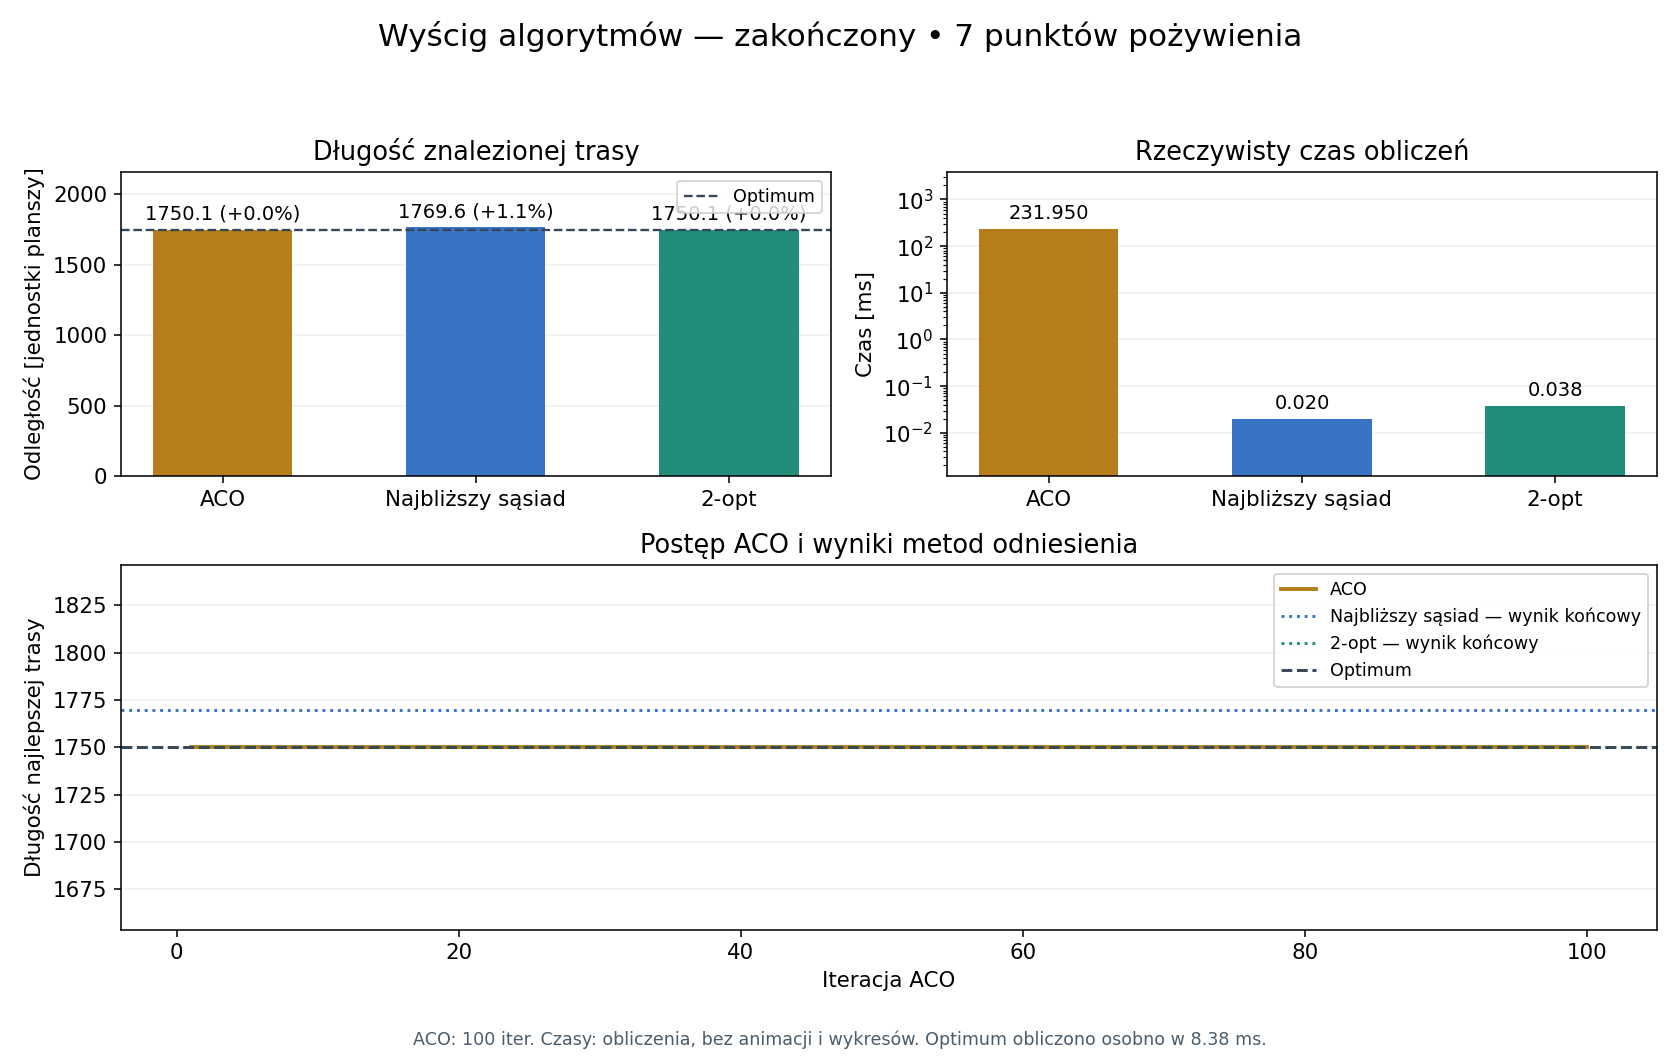 Wyścig algorytmów — zakończony • 7 punktów pożywienia
Długość znalezionej trasy
Odległość [jednostki planszy]
2000
1500
1000
500
0
1750.1 (+0.0%)
1769.6 (+1.1%)
1750.1 (+0.0%)
Optimum
ACO
Najbliższy sąsiad
2-opt
Rzeczywisty czas obliczeń
Czas [ms]
10³
10²
10¹
10⁰
10⁻¹
10⁻²
231.950
0.020
0.038
ACO
Najbliższy sąsiad
2-opt
Postęp ACO i wyniki metod odniesienia
Długość najlepszej trasy
1825
1800
1775
1750
1725
1700
1675
ACO
Najbliższy sąsiad — wynik końcowy
2-opt — wynik końcowy
Optimum
0
20
40
60
80
100
Iteracja ACO
ACO: 100 iter. Czasy: obliczenia, bez animacji i wykresów. Optimum obliczono osobno w 8.38 ms.